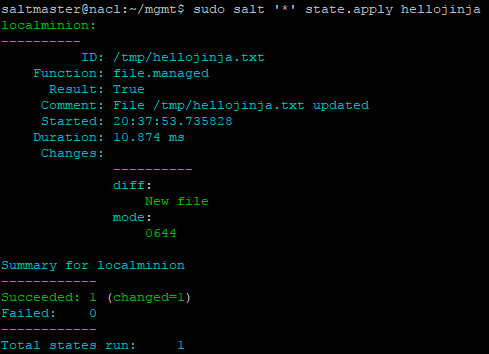 saltmaster@nacl:~/mgmt$ sudo salt '*' state.apply hellojinja
localminion:
----------
          ID: /tmp/hellojinja.txt
    Function: file.managed
      Result: True
     Comment: File /tmp/hellojinja.txt updated
     Started: 20:37:53.735828
    Duration: 10.874 ms
     Changes:
              ----------
              diff:
                  New file
              mode:
                  0644

Summary for localminion
------------
Succeeded: 1 (changed=1)
Failed:    0
------------
Total states run:     1